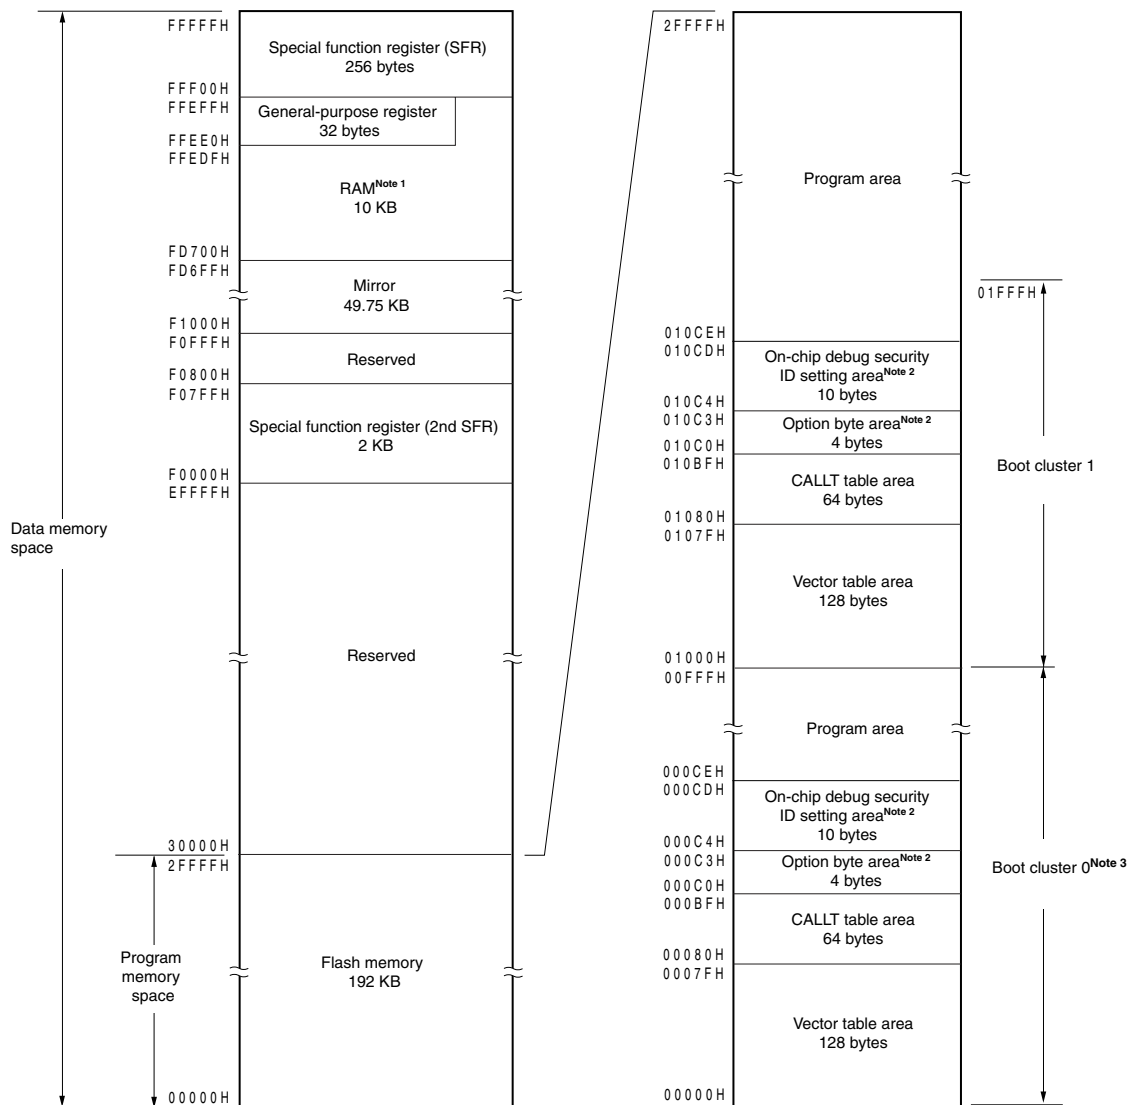 FFFFFH
Special function register (SFR)
256 bytes
FFF00H
FFEFFH
General-purpose register
32 bytes
FFEE0H
FFEDFH
RAMNote 1
10 KB
FD700H
FD6FFH
Mirror
49.75 KB
F1000H
F0FFFH
Reserved
F0800H
F07FFH
Special function register (2nd SFR)
2 KB
F0000H
EFFFFH
Data memory
space
Reserved
30000H
2FFFFH
Program
memory
space
Flash memory
192 KB
00000H
2FFFFH
Program area
01FFFH
010CEH
010CDH
On-chip debug security
ID setting areaNote 2
10 bytes
010C4H
010C3H
Option byte areaNote 2
4 bytes
010C0H
010BFH
Boot cluster 1
CALLT table area
64 bytes
01080H
0107FH
Vector table area
128 bytes
01000H
00FFFH
Program area
000CEH
000CDH
On-chip debug security
ID setting areaNote 2
10 bytes
000C4H
000C3H
Option byte areaNote 2
4 bytes
Boot cluster 0Note 3
000C0H
000BFH
CALLT table area
64 bytes
00080H
0007FH
Vector table area
128 bytes
00000H